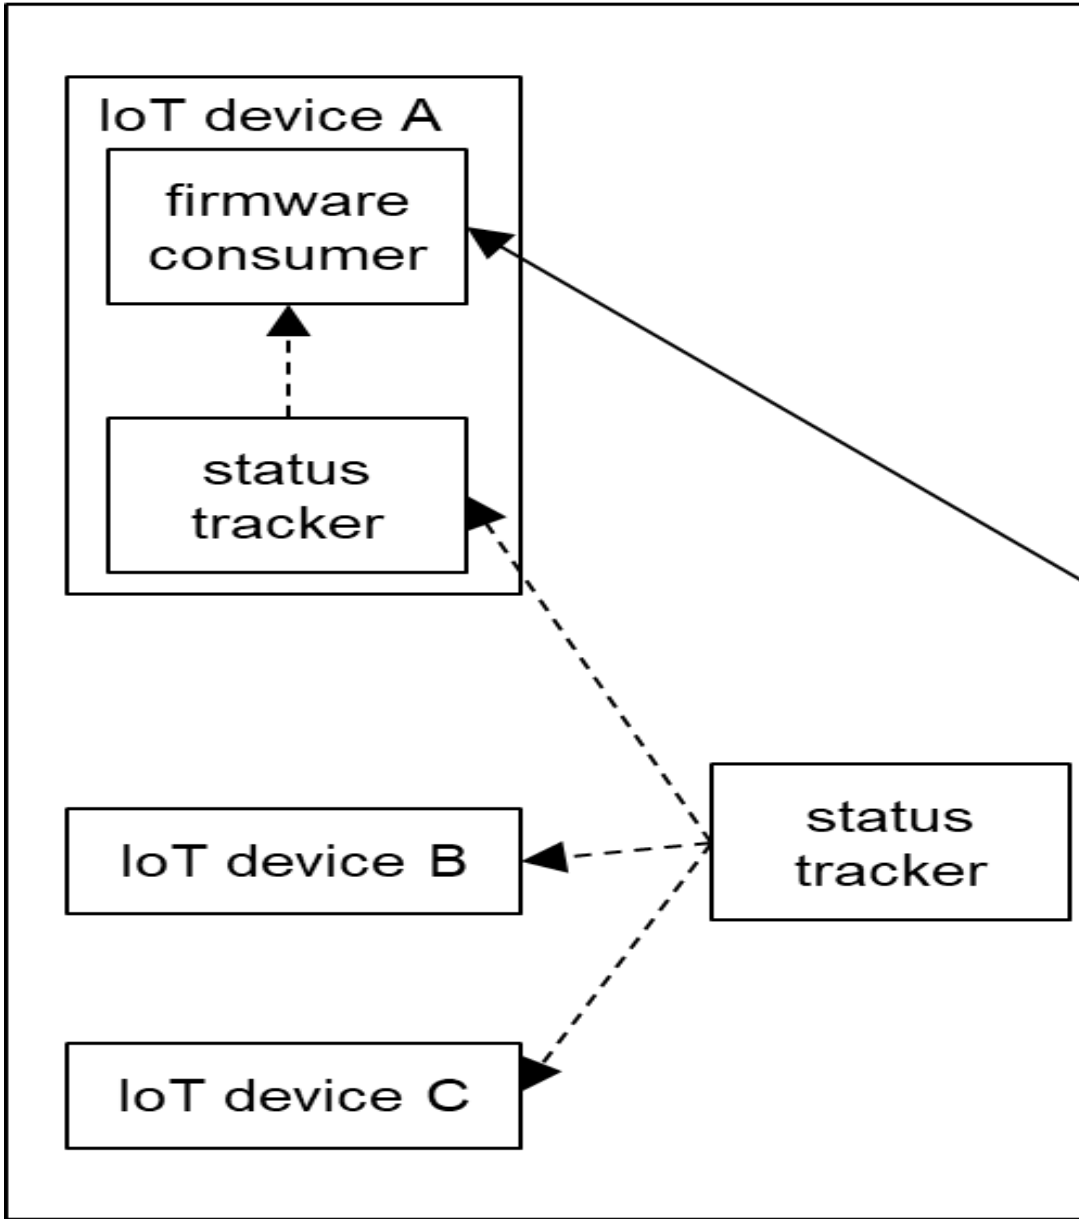 IoT device A
firmware
consumer
status
tracker
status
tracker
IoT device B
IoT device C